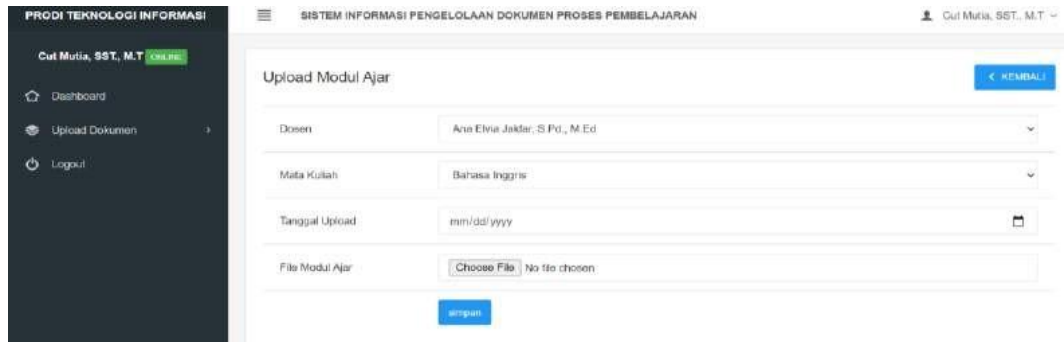 PRODI TEKNOLOGI INFORMASI
SISTEM INFORMASI PENGELOLAAN DOKUMEN PROSES PEMBELAJARAN
Cut Mutia, SST., M.T
Cut Mutia, SST., M.T ONLINE
Dashboard
Upload Dokumen
Logout
Upload Modul Ajar
KEMBALI
Dosen
Ana Elvia Jakfar, S.Pd., M.Ed
Mata Kuliah
Bahasa Inggris
Tanggal Upload
mm/dd/yyyy
File Modul Ajar
Choose File No file chosen
simpan